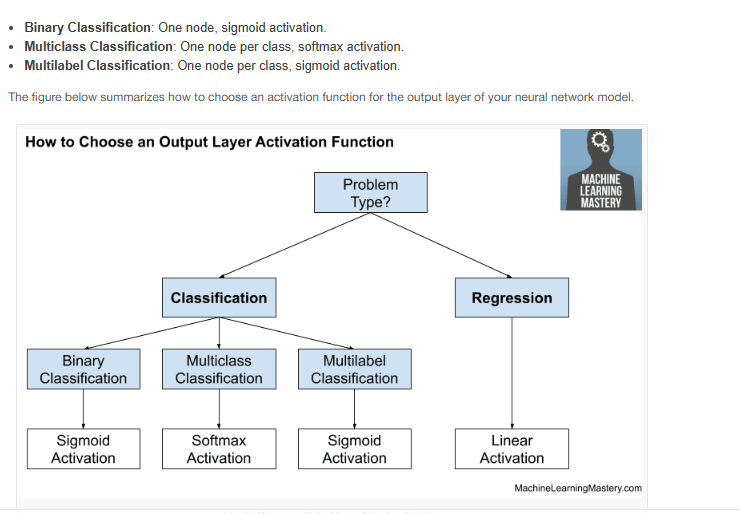 Binary Classification: One node, sigmoid activation.
Multiclass Classification: One node per class, softmax activation.
Multilabel Classification: One node per class, sigmoid activation.
The figure below summarizes how to choose an activation function for the output layer of your neural network model.
How to Choose an Output Layer Activation Function
MACHINE
LEARNING
MASTERY
Problem
Type?
Classification
Regression
Binary
Classification
Multiclass
Classification
Multilabel
Classification
Sigmoid
Activation
Softmax
Activation
Sigmoid
Activation
Linear
Activation
MachineLearningMastery.com